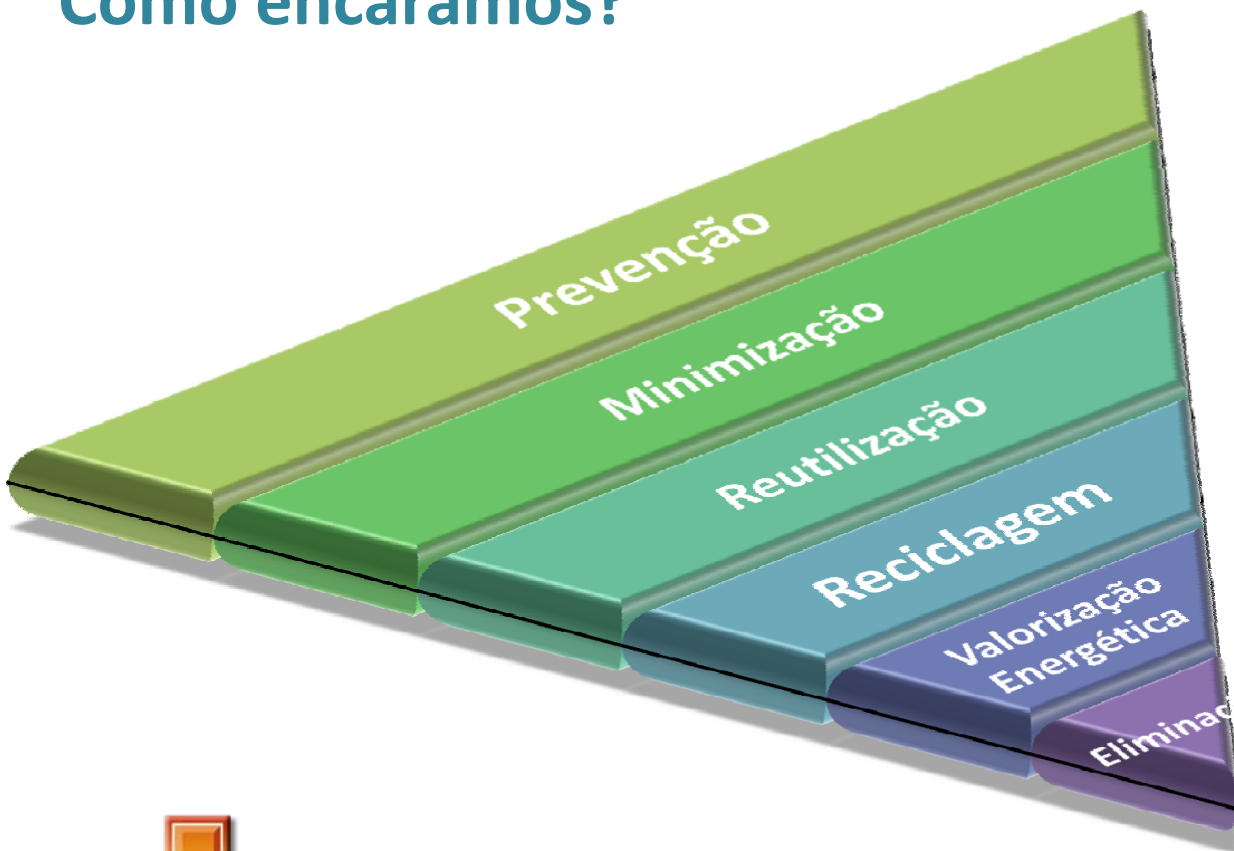 Como encaramos?
Prevenção
Minimização
Reutilização
Reciclagem
Valorização
Energética